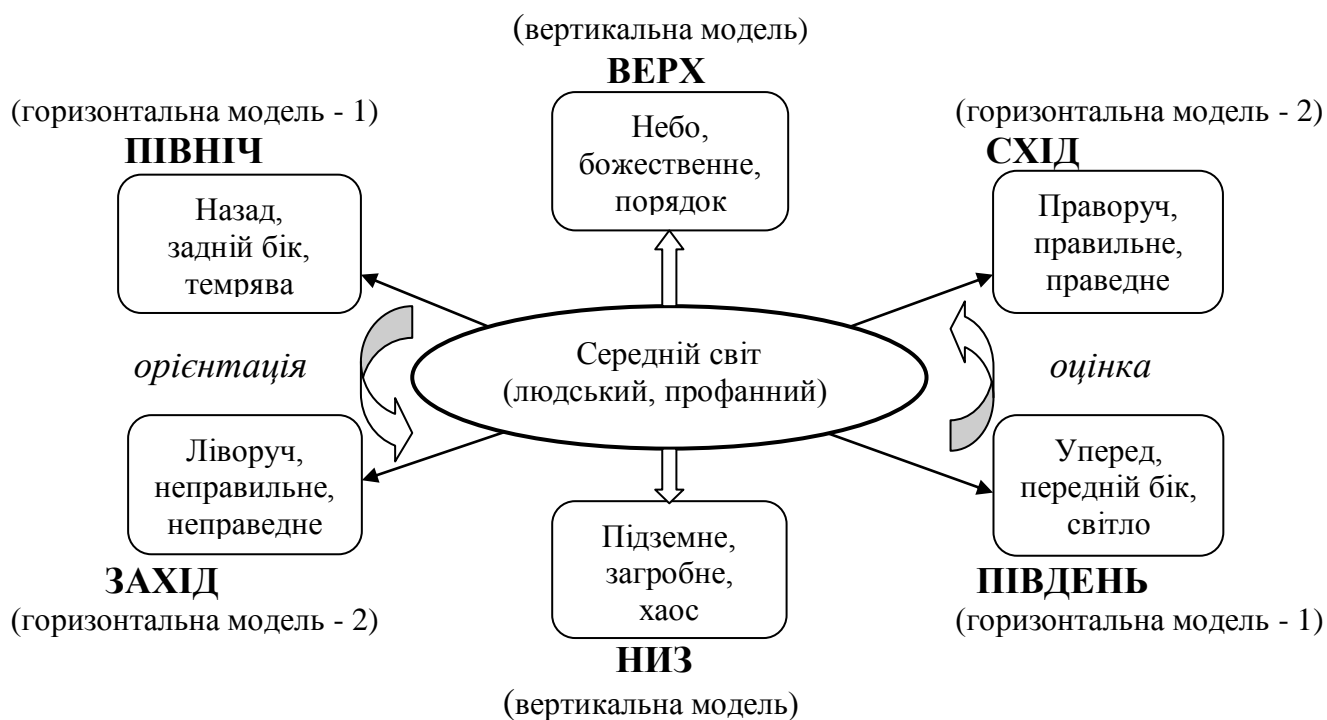 (вертикальна модель)
ВЕРХ
Небо,
божественне,
порядок
(горизонтальна модель - 1)
ПІВНІЧ
Назад,
задній бік,
темрява
(горизонтальна модель - 2)
СХІД
Праворуч,
правильне,
праведне
орієнтація
Середній світ
(людський, профанний)
оцінка
Ліворуч,
неправильне,
неправедне
ЗАХІД
(горизонтальна модель - 2)
Підземне,
загробне,
хаос
НИЗ
(вертикальна модель)
Уперед,
передній бік,
світло
ПІВДЕНЬ
(горизонтальна модель - 1)